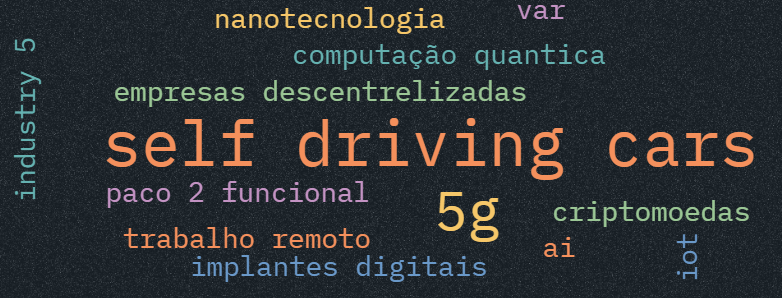 nanotecnologia
var
computação quantica
industry 5
empresas descentrelizadas
self driving cars
paco 2 funcional
5g
criptomoedas
trabalho remoto
ai
iot
implantes digitais